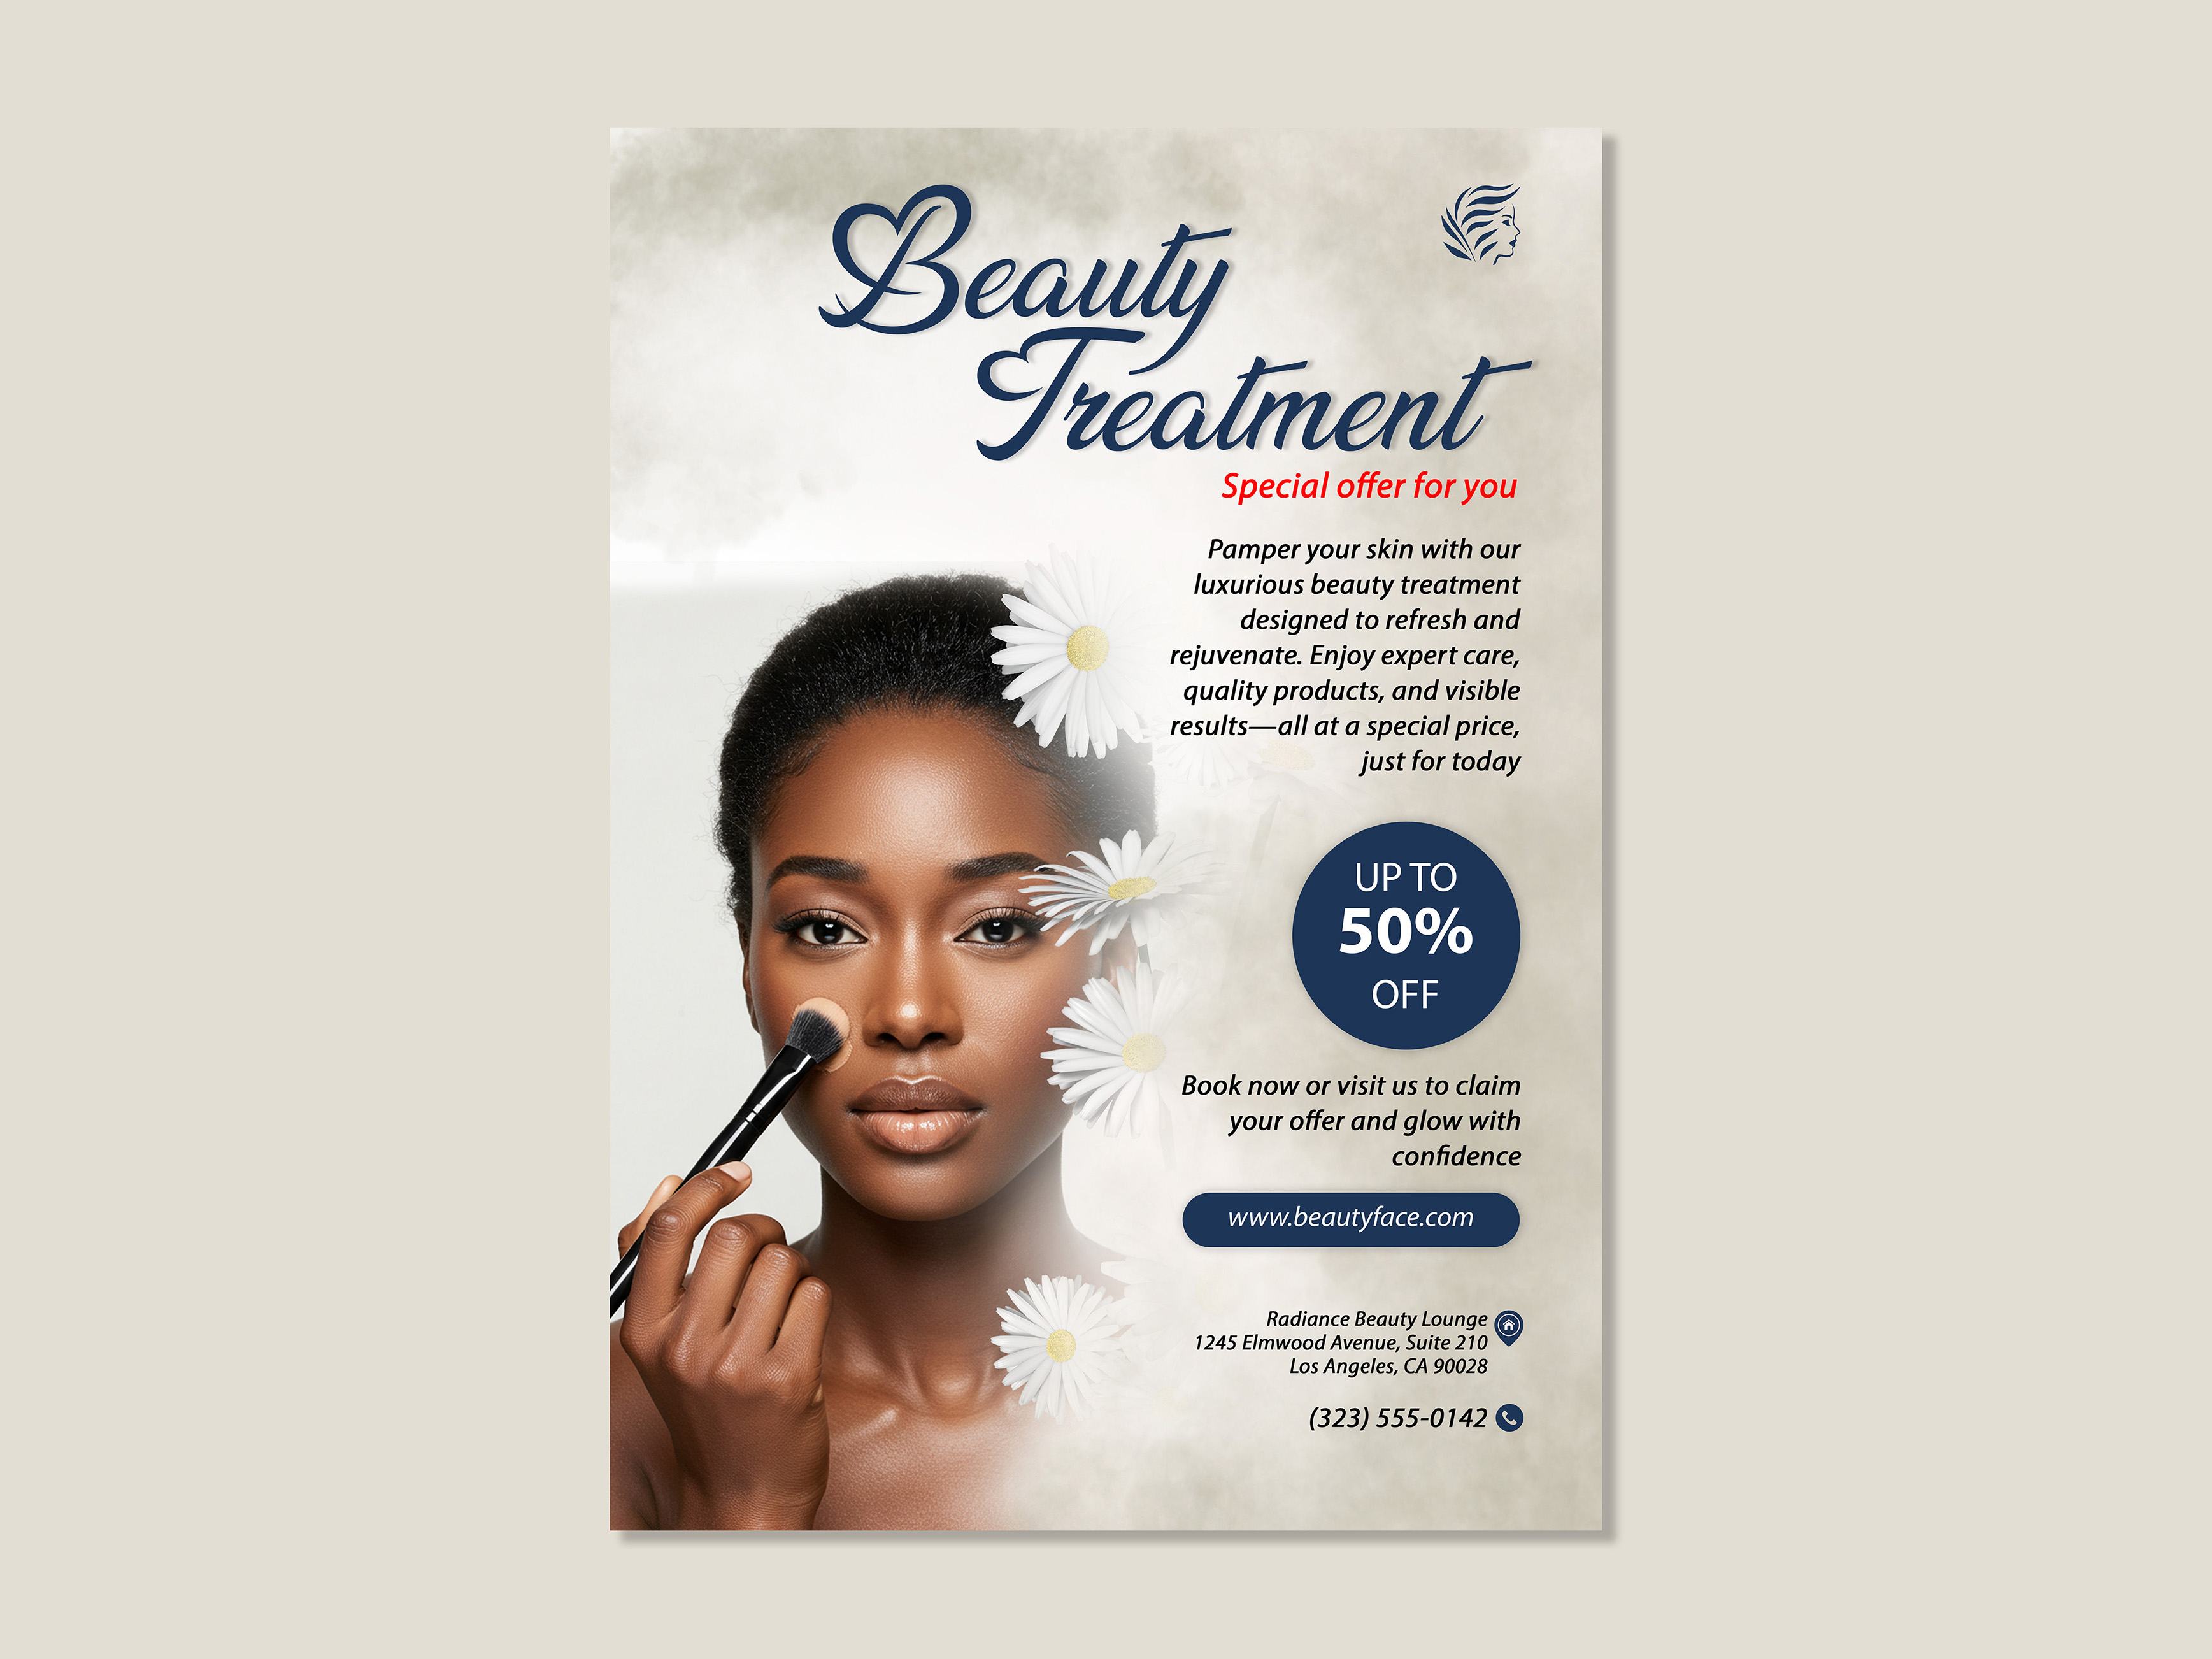 Beauty
Treatment
Special offer for you
Pamper your skin with our
luxurious beauty treatment
designed to refresh and
rejuvenate. Enjoy expert care,
quality products, and visible
results—all at a special price,
just for today
UP TO
50%
OFF
Book now or visit us to claim
your offer and glow with
confidence
www.beautyface.com
Radiance Beauty Lounge
1245 Elmwood Avenue, Suite 210
Los Angeles, CA 90028
(323) 555-0142